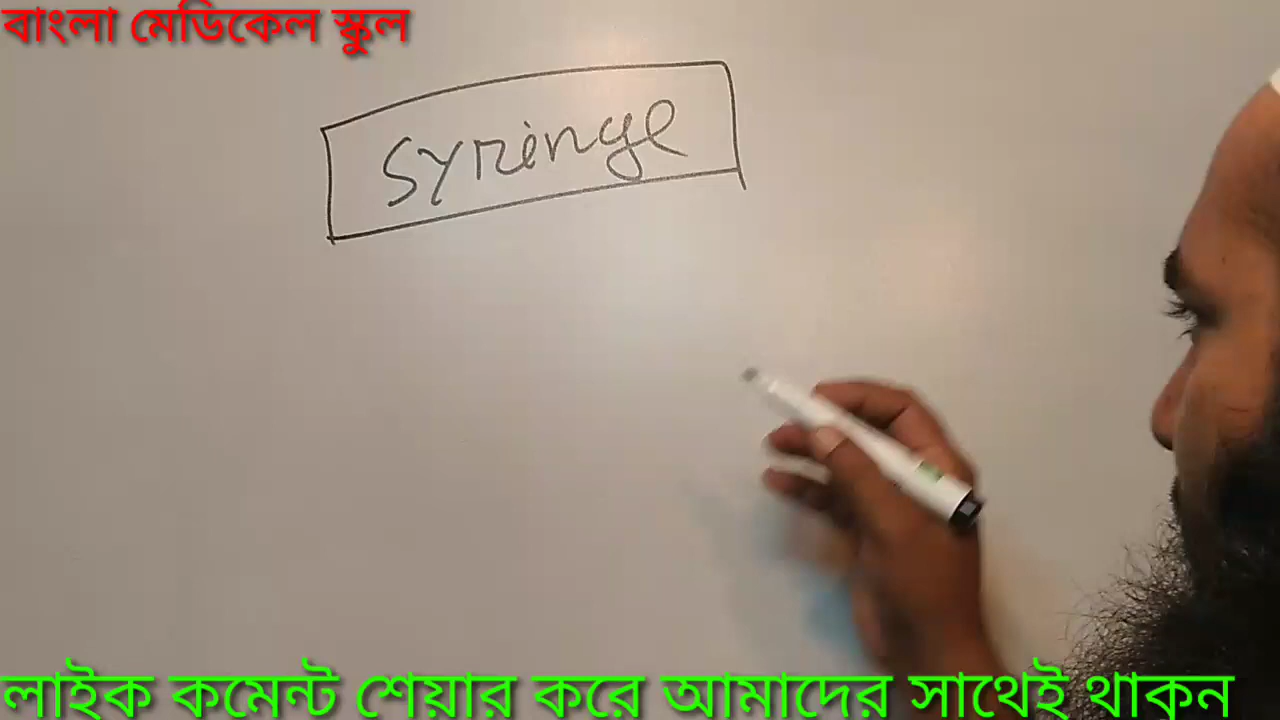 বাংলা মেডিকেল স্কুল
Syringe
লাইক কমেন্ট শেয়ার করে আমাদের সাথেই থাকুন